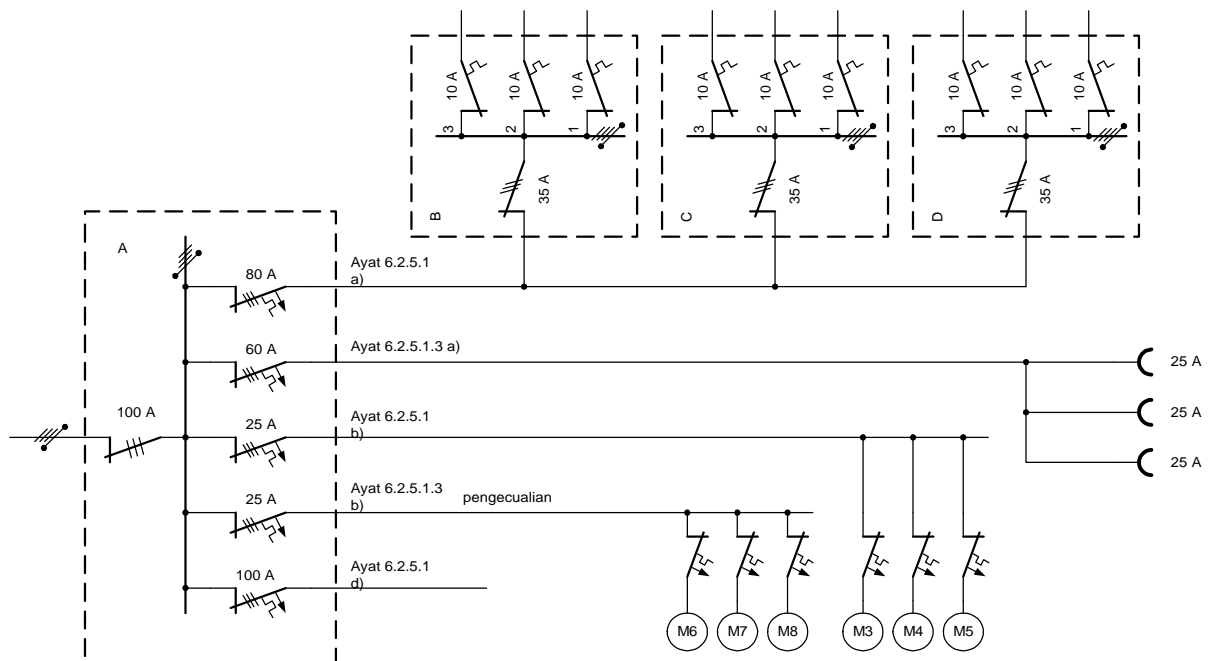 10 A
10 A
10 A
10 A
10 A
10 A
10 A
10 A
10 A
3
2
1
3
2
1
3
2
1
35 A
35 A
35 A
B
C
D
A
80 A
Ayat 6.2.5.1
a)
60 A
Ayat 6.2.5.1.3 a)
25 A
100 A
25 A
Ayat 6.2.5.1
b)
25 A
25 A
25 A
Ayat 6.2.5.1.3
b)
pengecualian
100 A
Ayat 6.2.5.1
d)
M6
M7
M8
M3
M4
M5